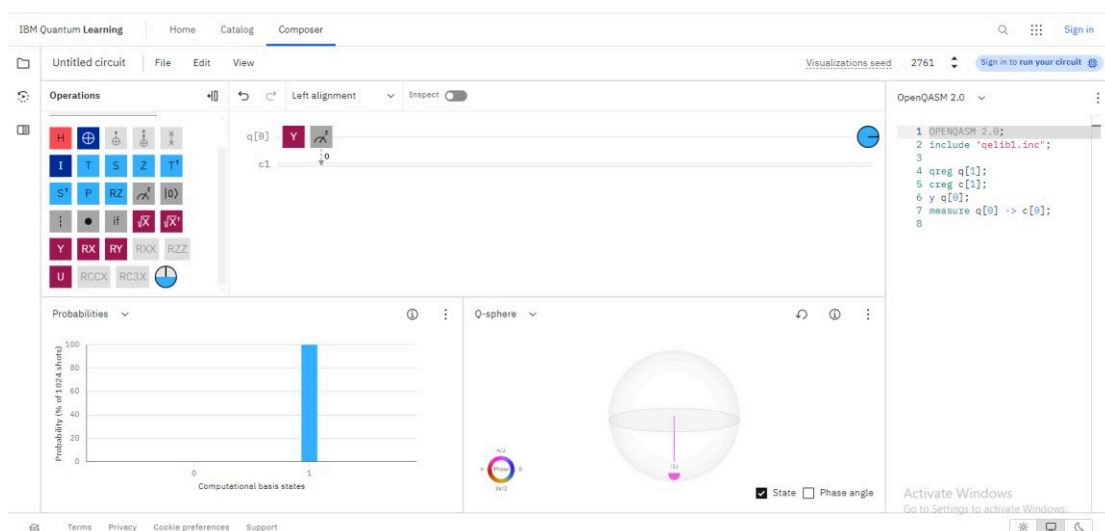 IBM Quantum Learning Home Catalog Composer Sign in
Untitled circuit File Edit View Visualizations seed 2761 Sign in to run your circuit
Operations Left alignment Inspect OpenQASM 2.0
H
I T S Z T†
S† P RZ z |0⟩
if √X √X†
Y RX RY RXX RZZ
U RCCX RC3X
q[0] Y z
0
c1
1 OPENQASM 2.0;
2 include "qelib1.inc";
3
4 qreg q[1];
5 creg c[1];
6 y q[0];
7 measure q[0] -> c[0];
8
Probabilities
Probability (% of 1024 shots)
100
80
60
40
20
0
0 1
Computational basis states
Q-sphere
|1⟩
π/2
π Phase 0
3π/2
State Phase angle
Activate Windows
Go to Settings to activate Windows.
Terms Privacy Cookie preferences Support